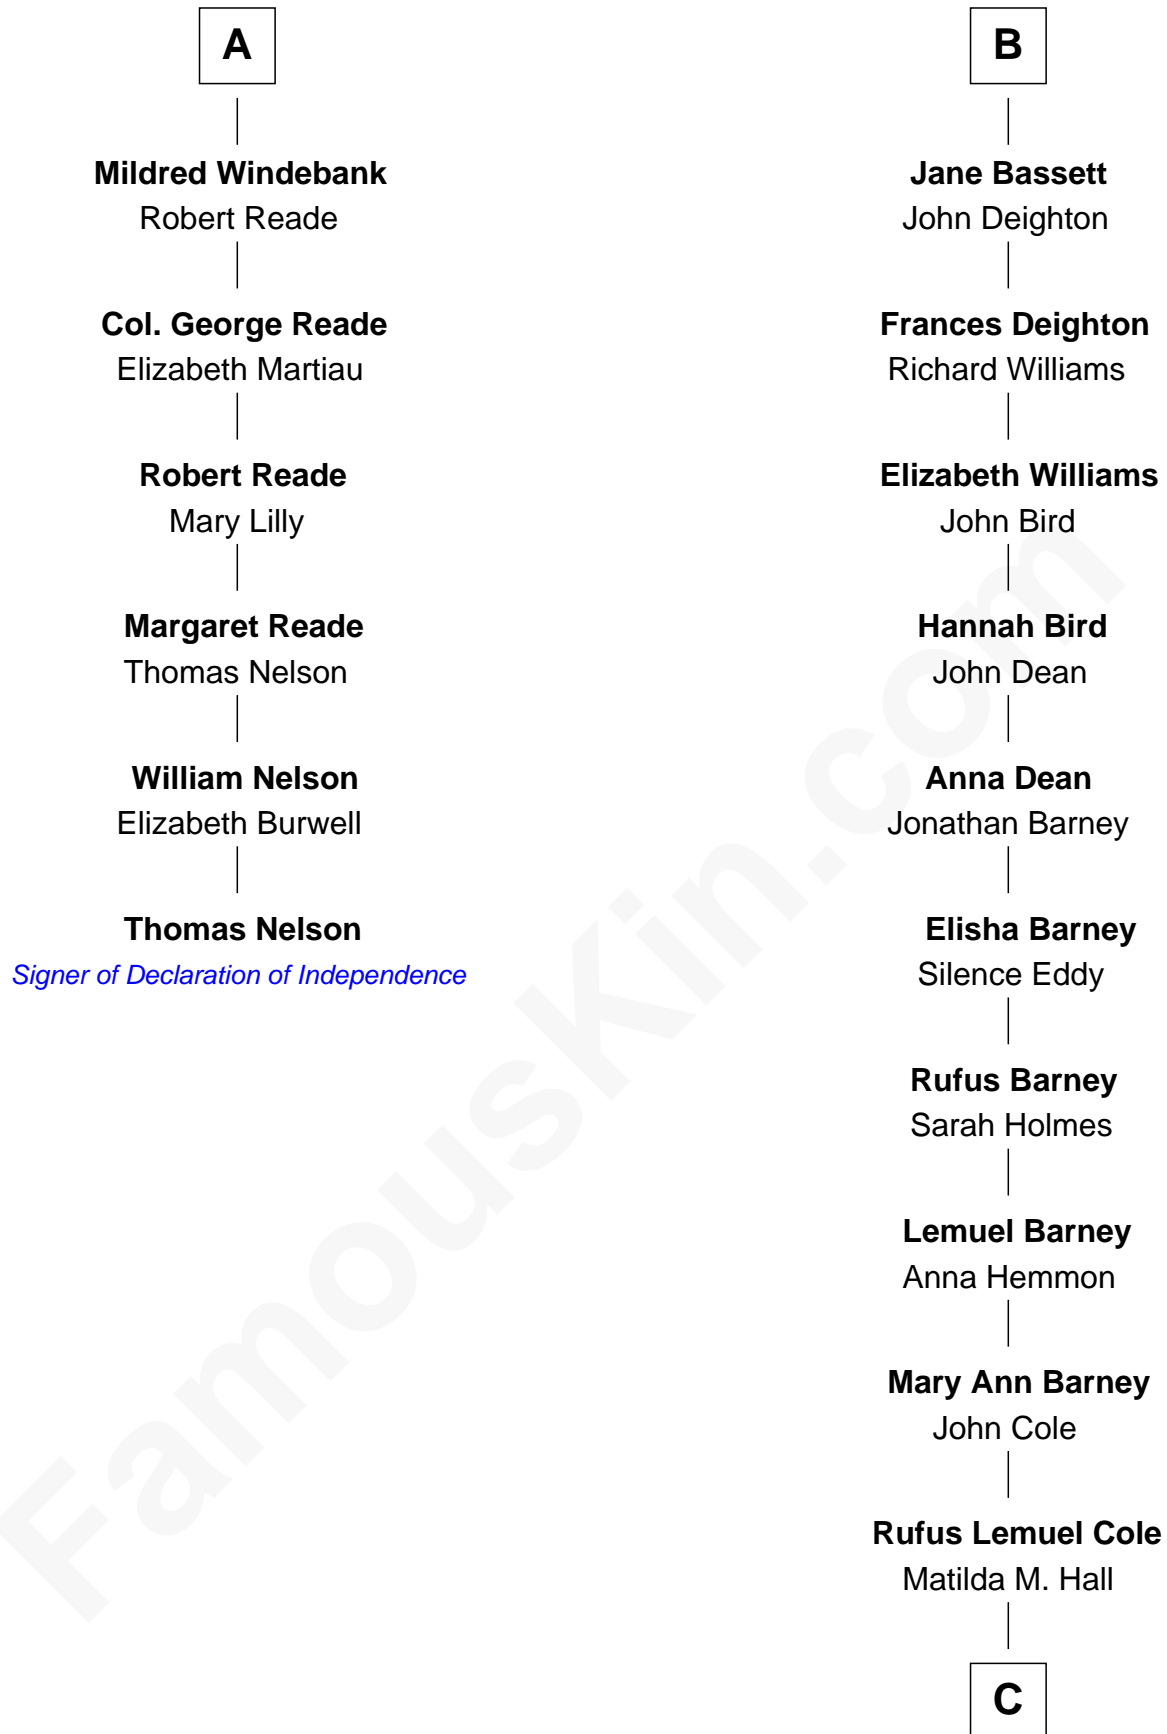 A
Mildred Windebank
Robert Reade
Col. George Reade
Elizabeth Martiau
Robert Reade
Mary Lilly
Margaret Reade
Thomas Nelson
William Nelson
Elizabeth Burwell
Thomas Nelson
Signer of Declaration of Independence
B
Jane Bassett
John Deighton
Frances Deighton
Richard Williams
Elizabeth Williams
John Bird
Hannah Bird
John Dean
Anna Dean
Jonathan Barney
Elisha Barney
Silence Eddy
Rufus Barney
Sarah Holmes
Lemuel Barney
Anna Hemmon
Mary Ann Barney
John Cole
Rufus Lemuel Cole
Matilda M. Hall
C
FamousKin.com